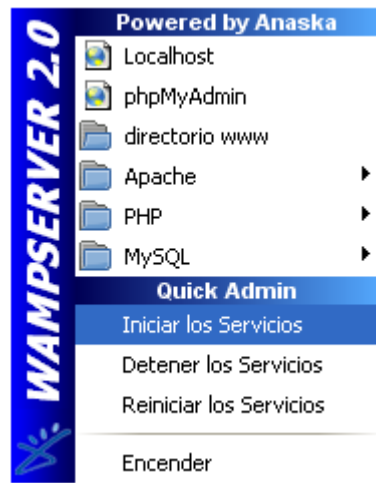 WAMPSERVER 2.0
Powered by Anaska
Localhost
phpMyAdmin
directorio www
Apache
PHP
MySQL
Quick Admin
Iniciar los Servicios
Detener los Servicios
Reiniciar los Servicios
Encender